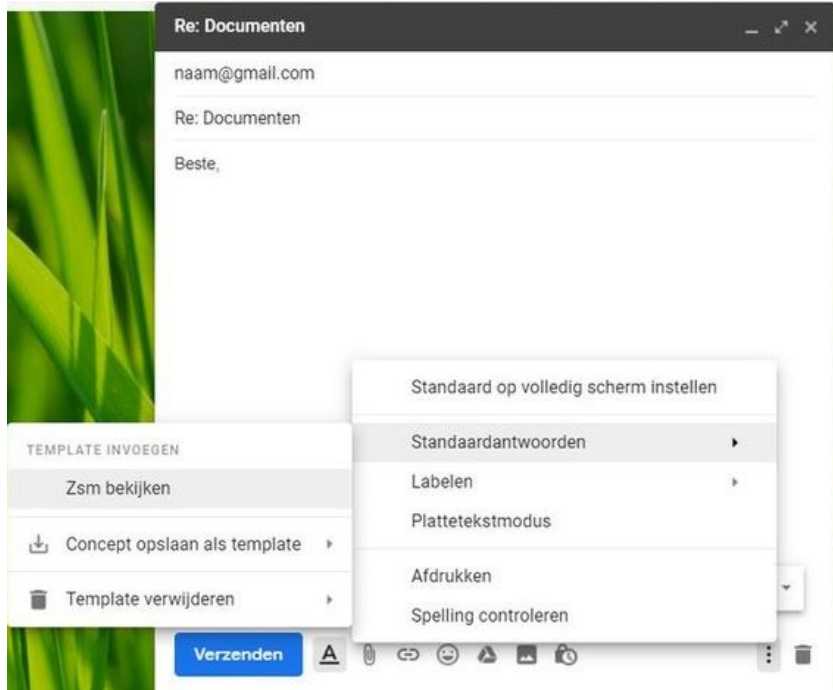 Re: Documenten
naam@gmail.com
Re: Documenten
Beste,
Standaard op volledig scherm instellen
Standaardantwoorden
Labelen
Plattetekstmodus
Afdrukken
Spelling controleren
TEMPLATE INVOEGEN
Zsm bekijken
Concept opslaan als template
Template verwijderen
Verzenden
A